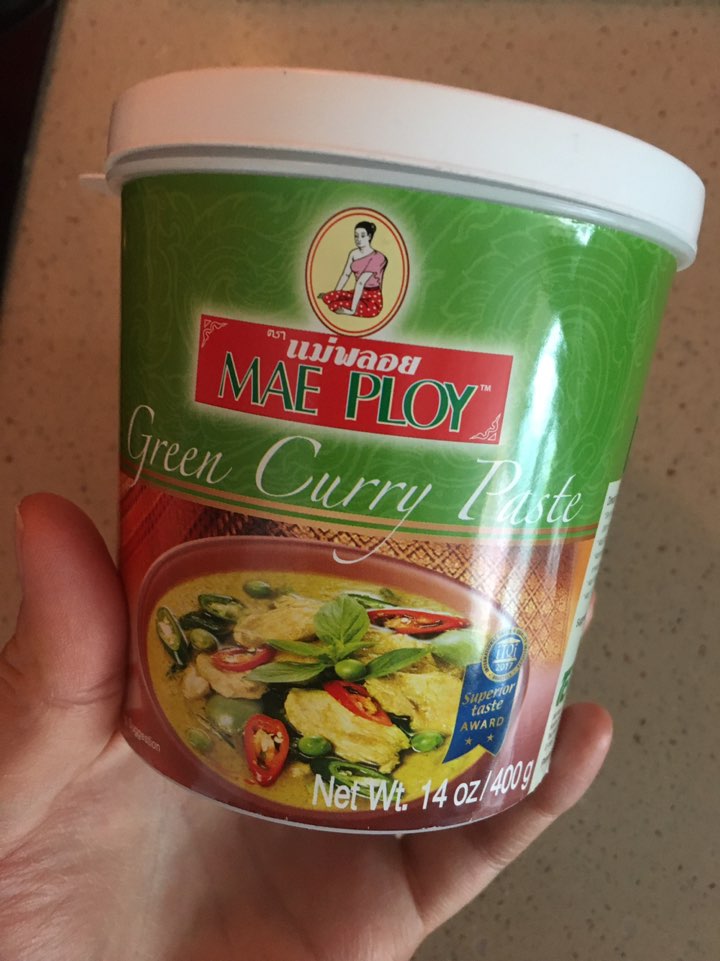 ตรา
แม่พลอย
MAE PLOY™
Green Curry Paste
iTQi
2017
Superior
taste
AWARD
Net Wt. 14 oz/400g